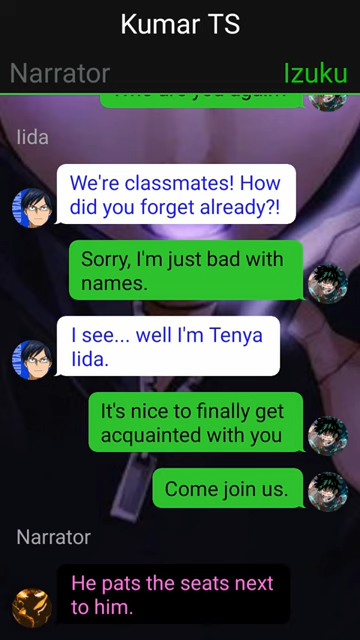 Kumar TS
Narrator
Izuku
Iida
We're classmates! How
did you forget already?!
Sorry, I'm just bad with
names.
I see... well I'm Tenya
Iida.
It's nice to finally get
acquainted with you
Come join us.
Narrator
He pats the seats next
to him.